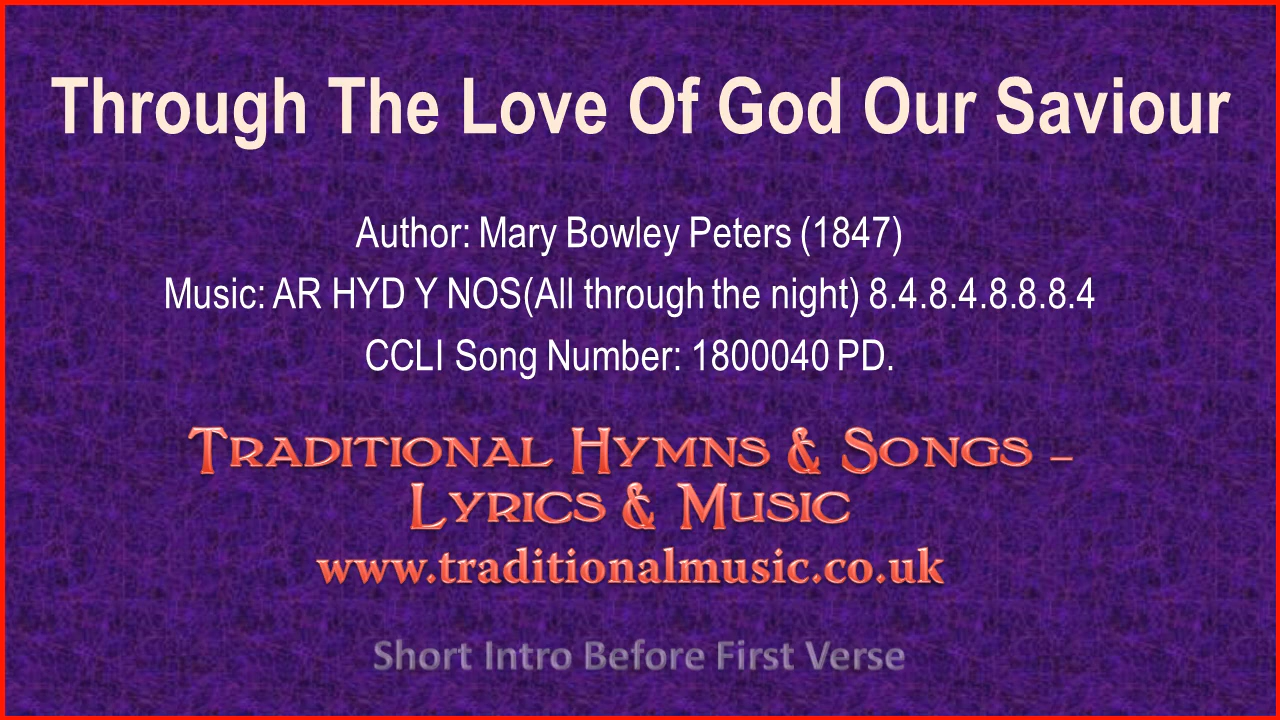 Through The Love Of God Our Saviour
Author: Mary Bowley Peters (1847)
Music: AR HYD Y NOS(All through the night) 8.4.8.4.8.8.8.4
CCLI Song Number: 1800040 PD.
Traditional Hymns & Songs –
Lyrics & Music
www.traditionalmusic.co.uk
Short Intro Before First Verse